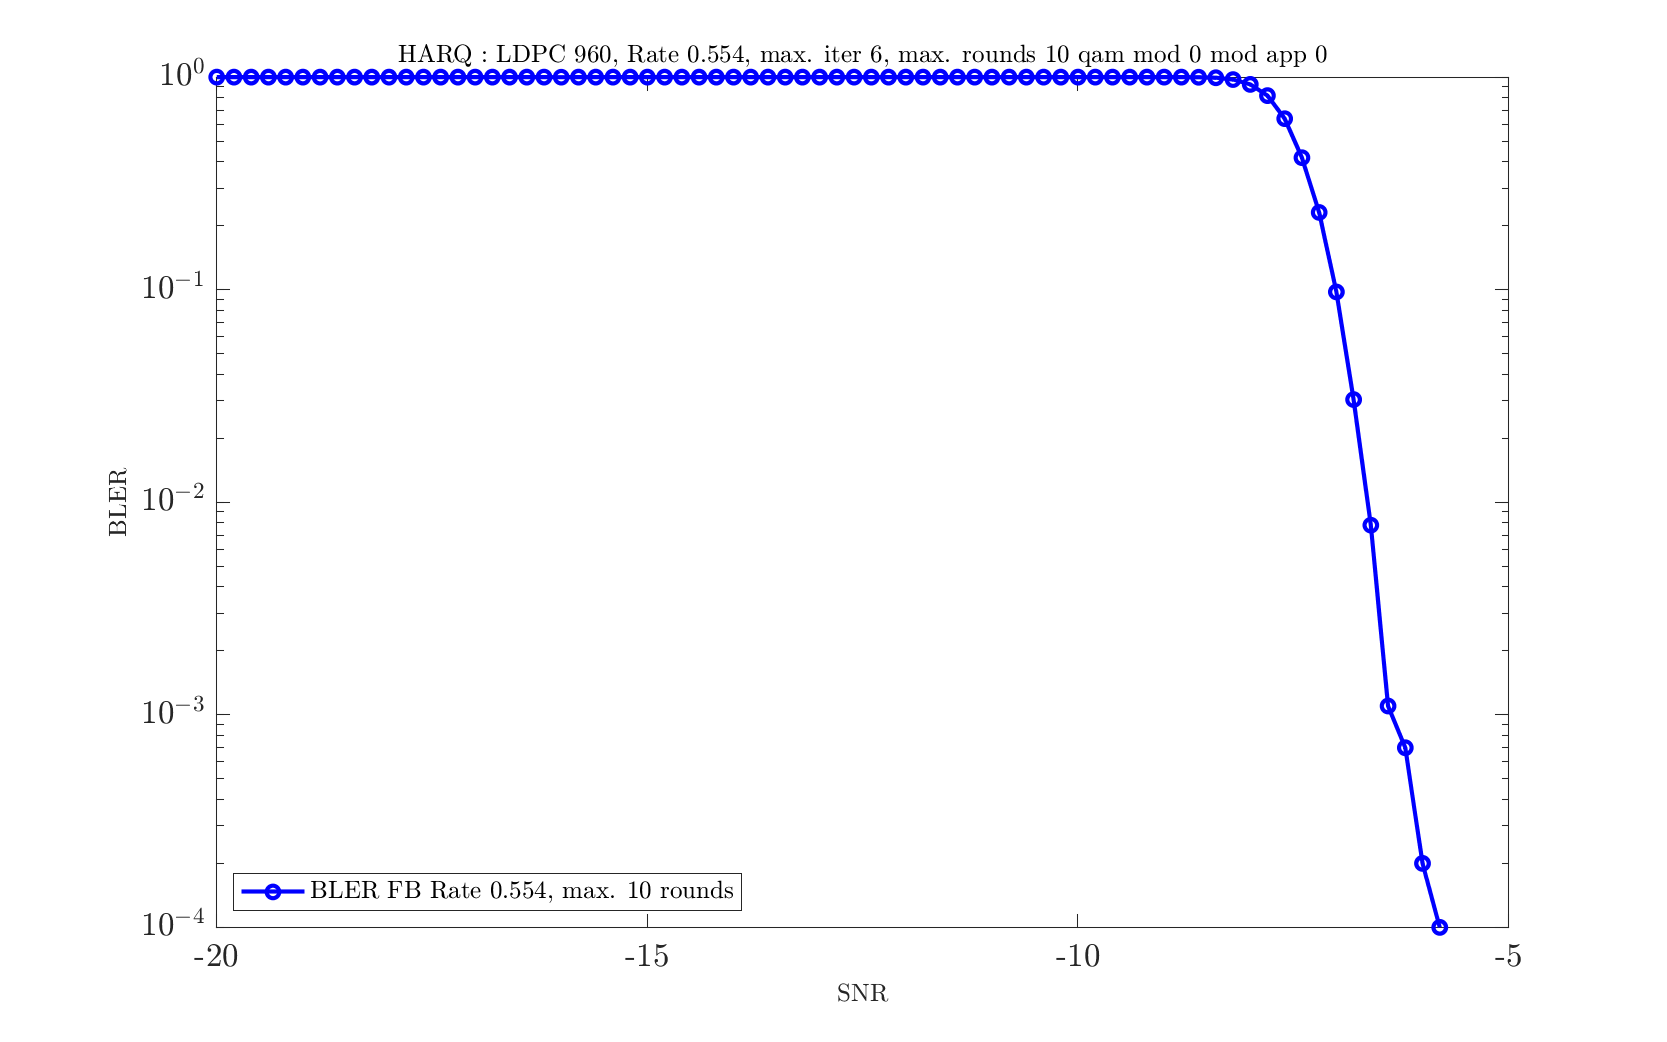 HARQ : LDPC 960, Rate 0.554, max. iter 6, max. rounds 10 qam mod 0 mod app 0
10^0
10^-1
10^-2
10^-3
10^-4
BLER
BLER FB Rate 0.554, max. 10 rounds
-20 -15 -10 -5
SNR